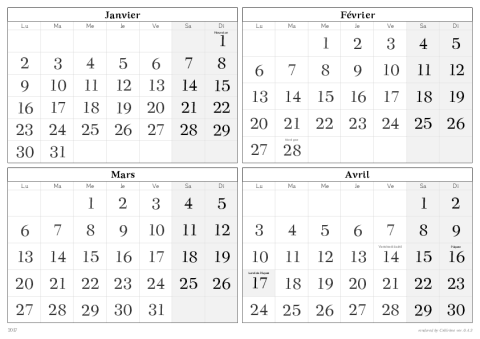 Janvier
Lu Ma Me Je Ve Sa Di
1
2 3 4 5 6 7 8
9 10 11 12 13 14 15
16 17 18 19 20 21 22
23 24 25 26 27 28 29
30 31
Février
Lu Ma Me Je Ve Sa Di
1 2 3 4 5
6 7 8 9 10 11 12
13 14 15 16 17 18 19
20 21 22 23 24 25 26
27 28
Mars
Lu Ma Me Je Ve Sa Di
1 2 3 4 5
6 7 8 9 10 11 12
13 14 15 16 17 18 19
20 21 22 23 24 25 26
27 28 29 30 31
Avril
Lu Ma Me Je Ve Sa Di
1 2
3 4 5 6 7 8 9
Vendredi saint Pâques
10 11 12 13 14 15 16
Lundi de Pâques
17 18 19 20 21 22 23
24 25 26 27 28 29 30